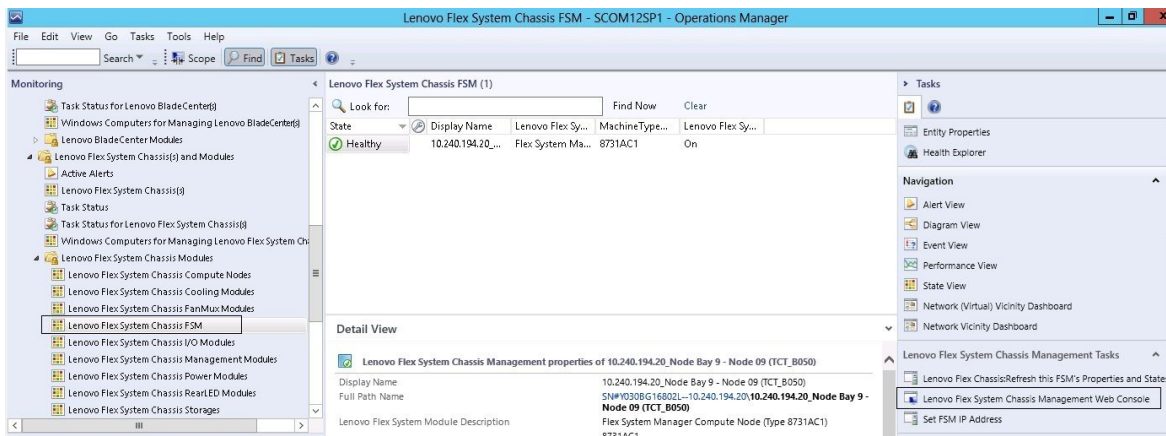 Lenovo Flex System Chassis FSM - SCOM12SP1 - Operations Manager
File Edit View Go Tasks Tools Help
Search Scope Find Tasks
Monitoring
Task Status for Lenovo BladeCenter(s)
Windows Computers for Managing Lenovo BladeCenter(s)
Lenovo BladeCenter Modules
Lenovo Flex System Chassis(s) and Modules
Active Alerts
Lenovo Flex System Chassis(s)
Task Status
Task Status for Lenovo Flex System Chassis(s)
Windows Computers for Managing Lenovo Flex System Ch
Lenovo Flex System Chassis Modules
Lenovo Flex System Chassis Compute Nodes
Lenovo Flex System Chassis Cooling Modules
Lenovo Flex System Chassis FanMux Modules
Lenovo Flex System Chassis FSM
Lenovo Flex System Chassis I/O Modules
Lenovo Flex System Chassis Management Modules
Lenovo Flex System Chassis Power Modules
Lenovo Flex System Chassis RearLED Modules
Lenovo Flex System Chassis Storages
Lenovo Flex System Chassis FSM (1)
Look for: Find Now Clear
State Display Name Lenovo Flex Sy... MachineType... Lenovo Flex Sy...
Healthy 10.240.194.20_... Flex System Ma... 8731AC1 On
Detail View
Lenovo Flex System Chassis Management properties of 10.240.194.20_Node Bay 9 - Node 09 (TCT_B050)
Display Name 10.240.194.20_Node Bay 9 - Node 09 (TCT_B050)
Full Path Name SN#Y030BG16802L--10.240.194.20\10.240.194.20_Node Bay 9 -
Node 09 (TCT_B050)
Lenovo Flex System Module Description Flex System Manager Compute Node (Type 8731AC1)
8731AC1
Tasks
Entity Properties
Health Explorer
Navigation
Alert View
Diagram View
Event View
Performance View
State View
Network (Virtual) Vicinity Dashboard
Network Vicinity Dashboard
Lenovo Flex System Chassis Management Tasks
Lenovo Flex Chassis:Refresh this FSM's Properties and State
Lenovo Flex System Chassis Management Web Console
Set FSM IP Address